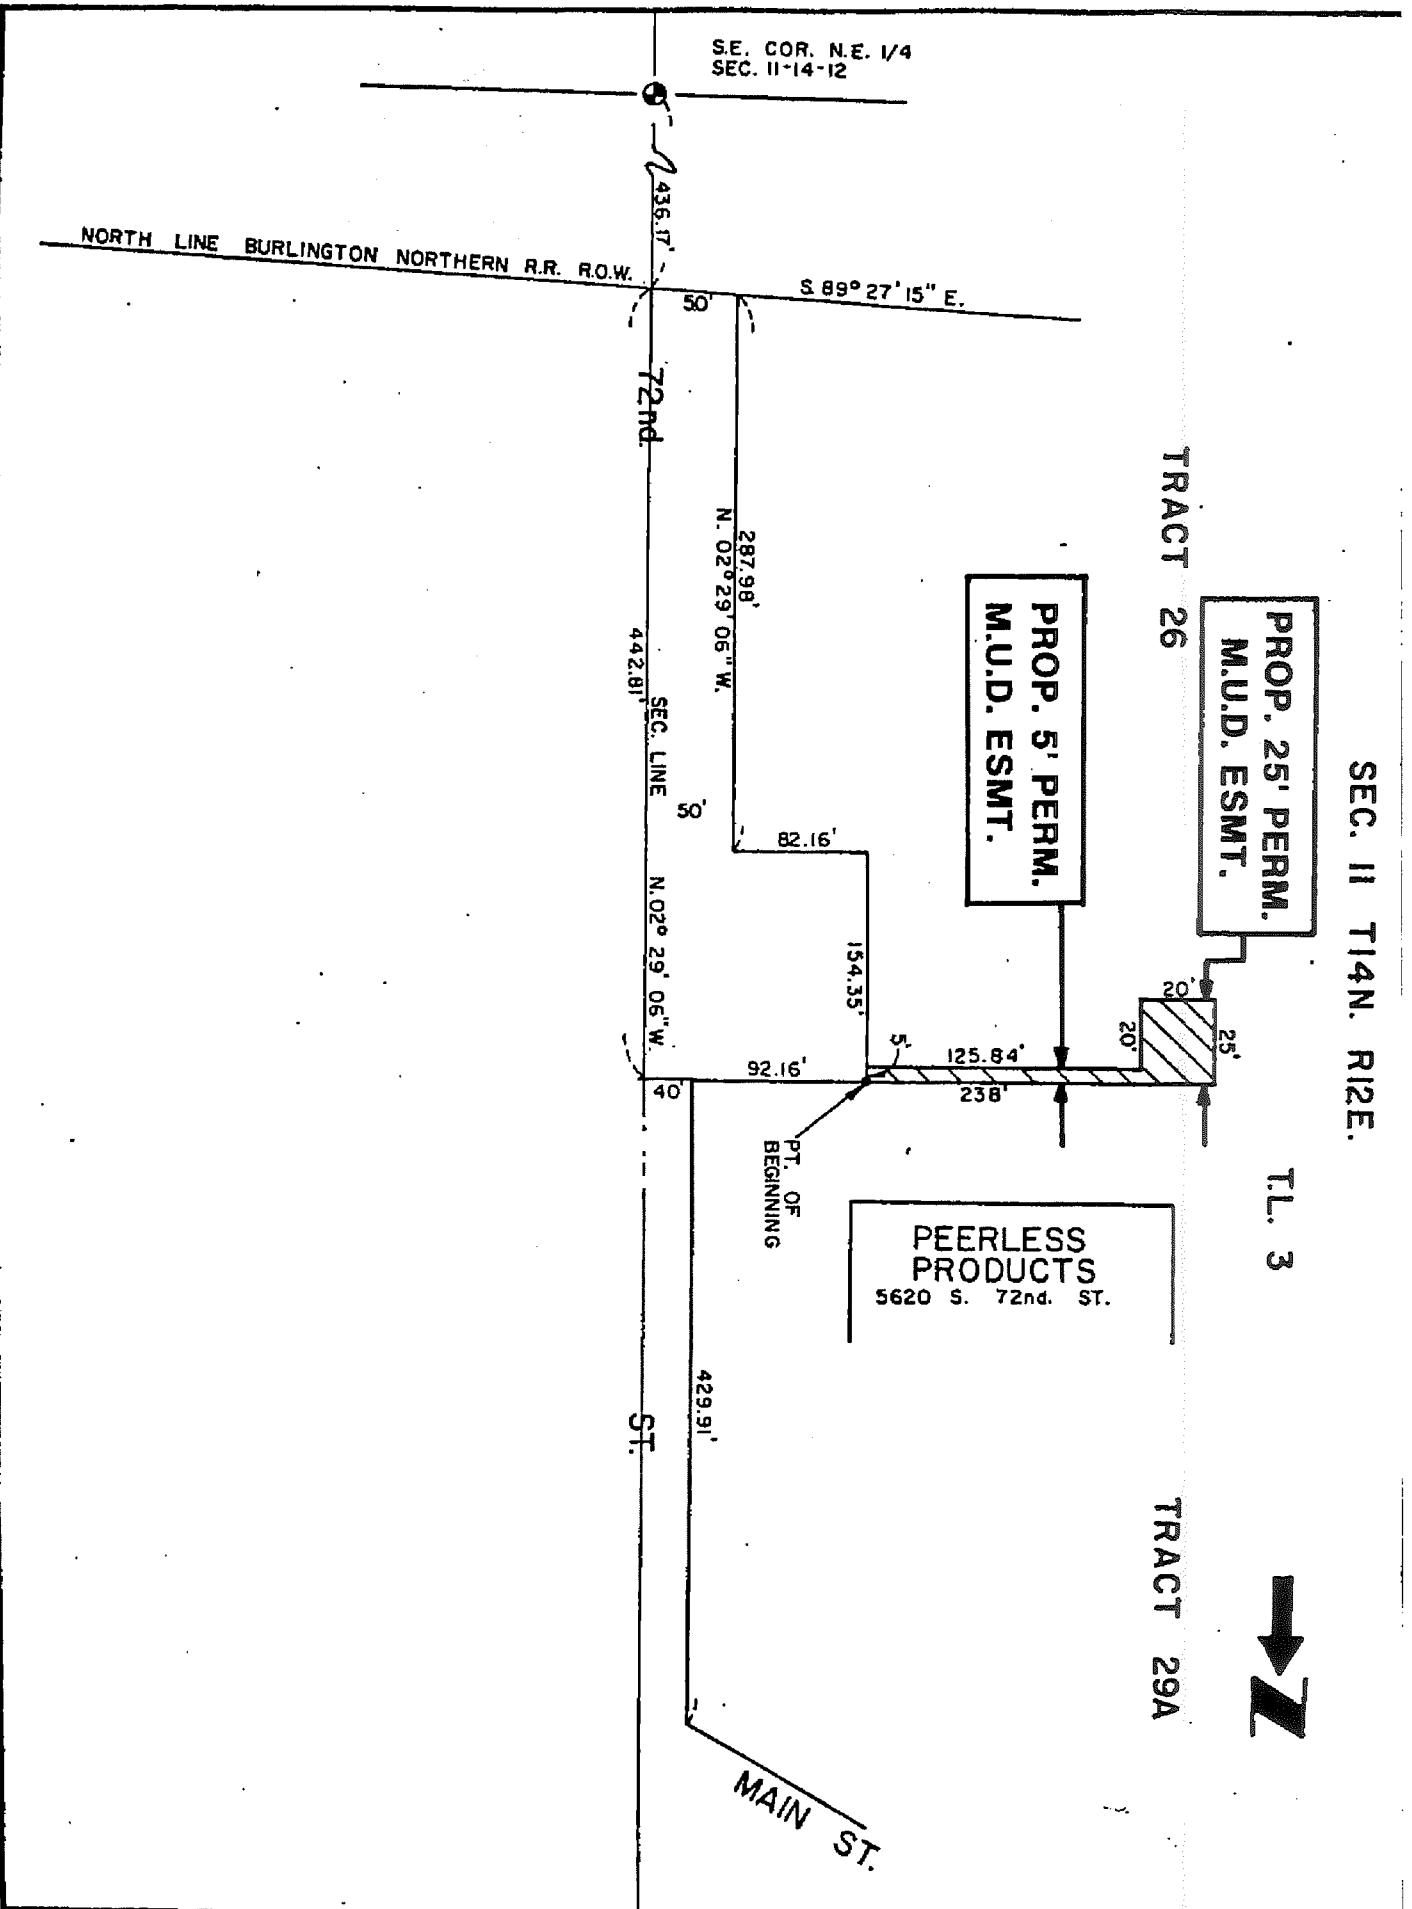 S.E. COR. N.E. 1/4
SEC. 11-14-12
436.17'
NORTH LINE BURLINGTON NORTHERN R.R. R.O.W.
50'
S 89° 27' 15" E.
72nd.
287.98'
N. 02° 29' 06" W.
442.81'
SEC. LINE
N. 02° 29' 06" W.
50'
82.16'
154.35'
92.16'
40'
5'
125.84'
238'
20'
20'
25'
PT. OF
BEGINNING
TRACT 26
PROP. 5' PERM.
M.U.D. ESMT.
PROP. 25' PERM.
M.U.D. ESMT.
SEC. 11 T14N. R12E.
T.L. 3
PEERLESS
PRODUCTS
5620 S. 72nd. ST.
429.91'
ST.
TRACT 29A
Z
MAIN ST.